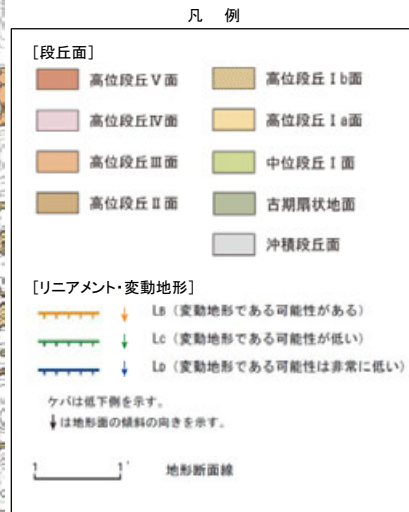 凡 例
[段丘面]
高位段丘Ⅴ面
高位段丘Ⅳ面
高位段丘Ⅲ面
高位段丘Ⅱ面
高位段丘Ⅰb面
高位段丘Ⅰa面
中位段丘Ⅰ面
古期扇状地面
沖積段丘面
[リニアメント・変動地形]
LB（変動地形である可能性がある）
LC（変動地形である可能性が低い）
LD（変動地形である可能性は非常に低い）
ケバは低下側を示す。
↓は地形面の傾斜の向きを示す。
1 1' 地形断面線